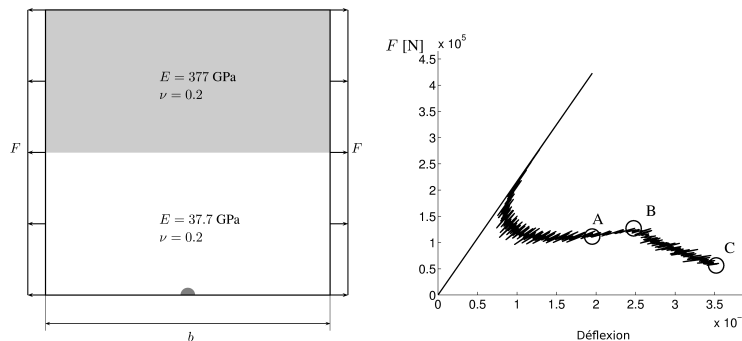 E = 377 GPa
ν = 0.2
F
F
E = 37.7 GPa
ν = 0.2
b
F [N]
x 10⁵
4.5
4
3.5
3
2.5
2
1.5
1
0.5
0
A
B
C
0 0.5 1 1.5 2 2.5 3 3.5
x 10⁻
Déflexion